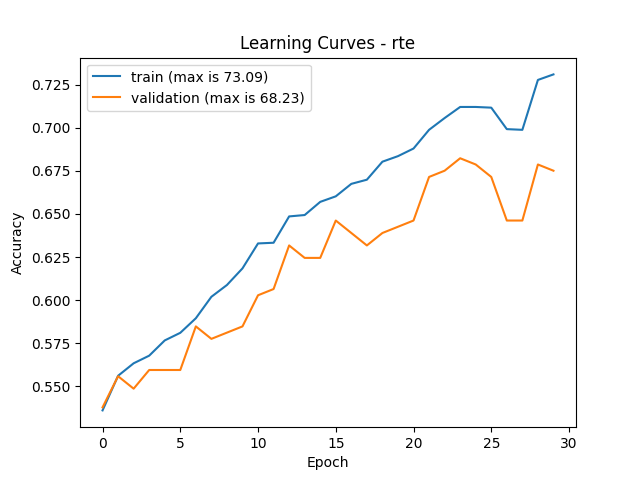 Learning Curves - rte
train (max is 73.09)
validation (max is 68.23)
Accuracy
0.725
0.700
0.675
0.650
0.625
0.600
0.575
0.550
0 5 10 15 20 25 30
Epoch